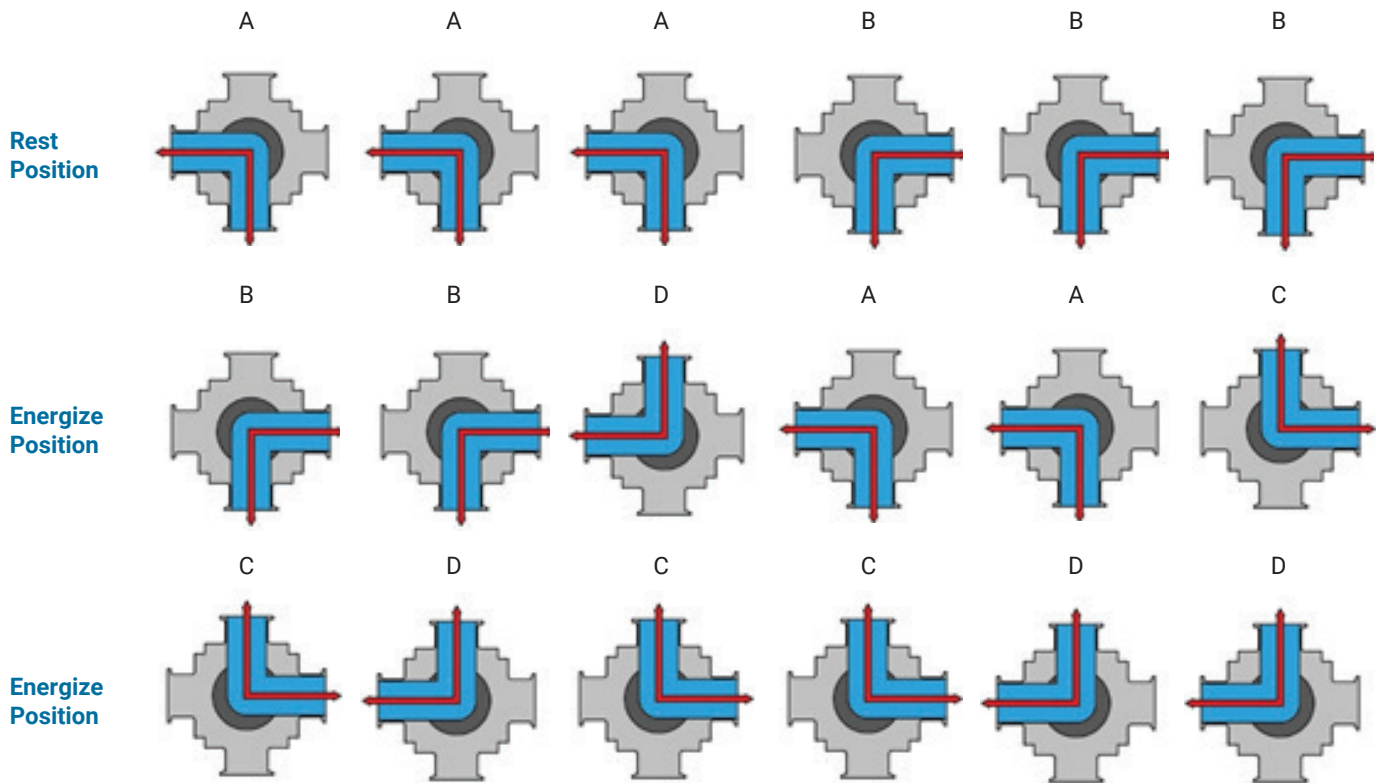 A A A B B B
Rest
Position
B B D A A C
Energize
Position
C D C C D D
Energize
Position